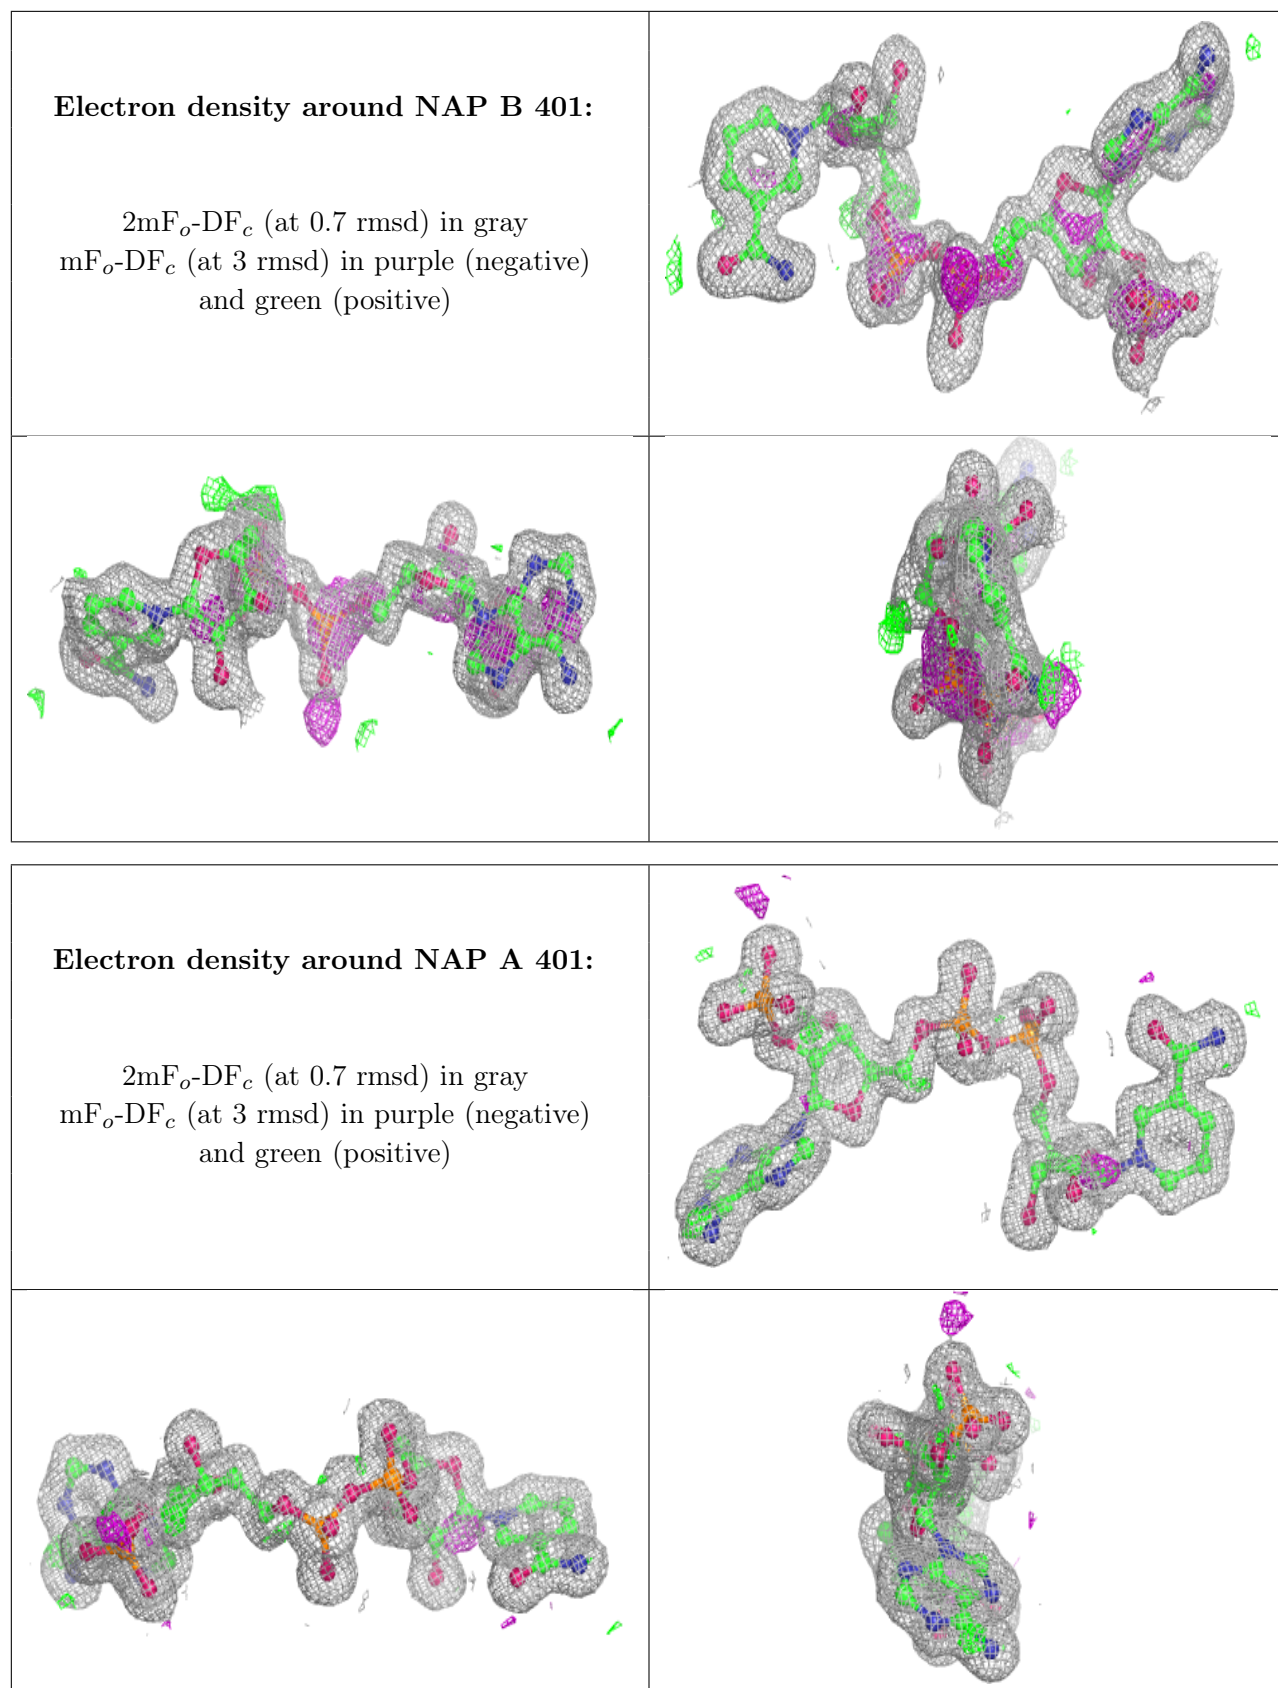 Electron density around NAP B 401:
2mFo-DFc (at 0.7 rmsd) in gray
mFo-DFc (at 3 rmsd) in purple (negative)
and green (positive)
Electron density around NAP A 401:
2mFo-DFc (at 0.7 rmsd) in gray
mFo-DFc (at 3 rmsd) in purple (negative)
and green (positive)